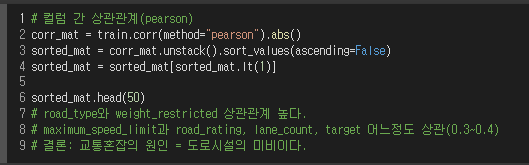 1 # 컬럼 간 상관관계(pearson)
2 corr_mat = train.corr(method="pearson").abs()
3 sorted_mat = corr_mat.unstack().sort_values(ascending=False)
4 sorted_mat = sorted_mat[sorted_mat.lt(1)]
5
6 sorted_mat.head(50)
7 # road_type와 weight_restricted 상관관계 높다.
8 # maximum_speed_limit과 road_rating, lane_count, target 어느정도 상관(0.3~0.4)
9 # 결론: 교통혼잡의 원인 = 도로시설의 미비이다.